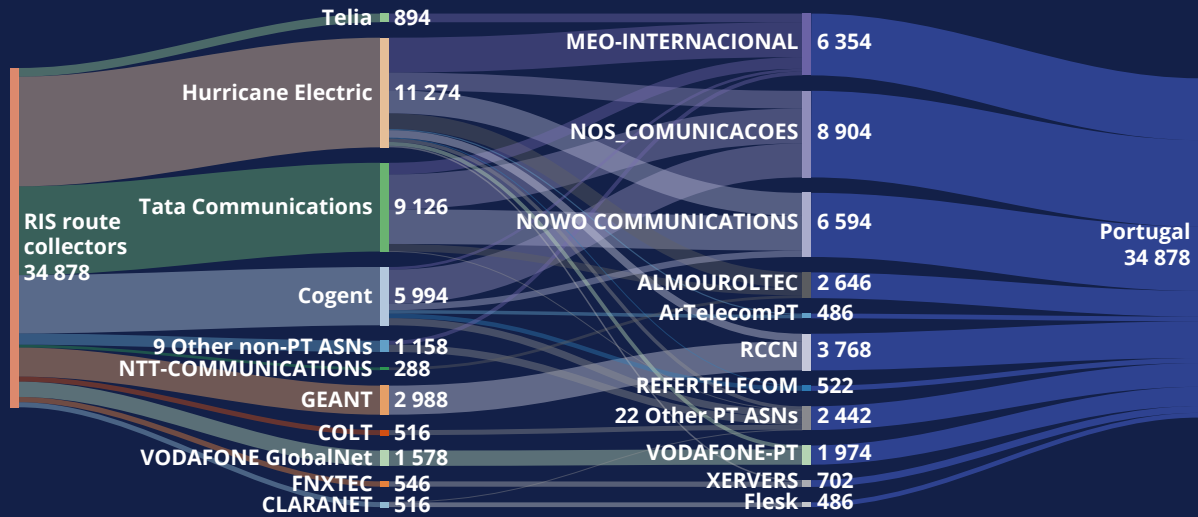 RIS route
collectors
34 878
Telia 894
Hurricane Electric 11 274
Tata Communications 9 126
Cogent 5 994
9 Other non-PT ASNs 1 158
NTT-COMMUNICATIONS 288
GEANT 2 988
COLT 516
VODAFONE GlobalNet 1 578
FNXTEC 546
CLARANET 516
MEO-INTERNACIONAL 6 354
NOS_COMUNICACOES 8 904
NOWO COMMUNICATIONS 6 594
ALMOUROLTEC 2 646
ArTelecomPT 486
RCCN 3 768
REFERTELECOM 522
22 Other PT ASNs 2 442
VODAFONE-PT 1 974
XERVERS 702
Flesk 486
Portugal
34 878